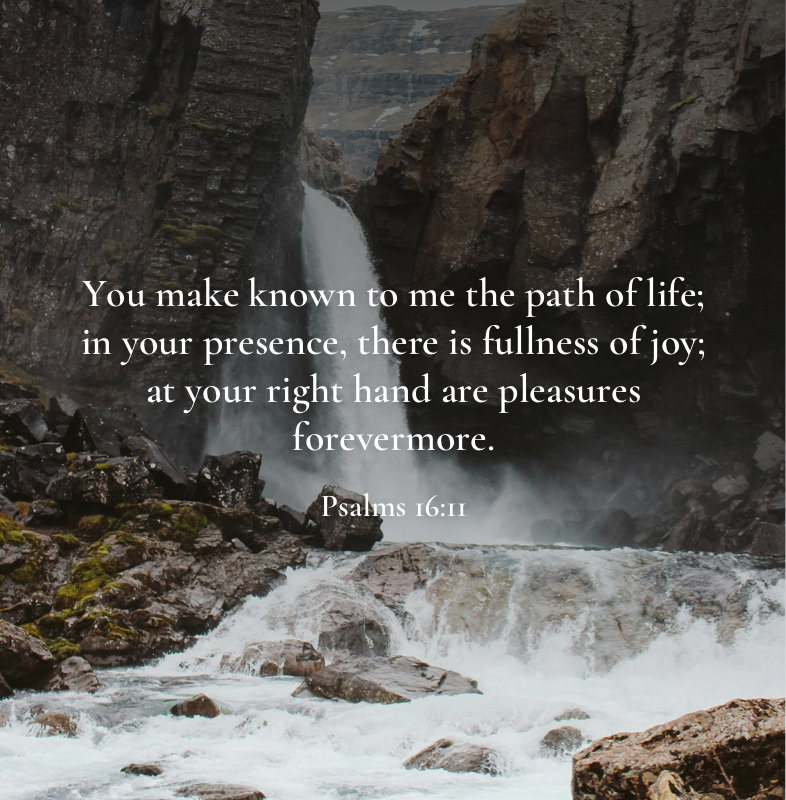 You make known to me the path of life;
in your presence, there is fullness of joy;
at your right hand are pleasures
forevermore.
Psalms 16:11